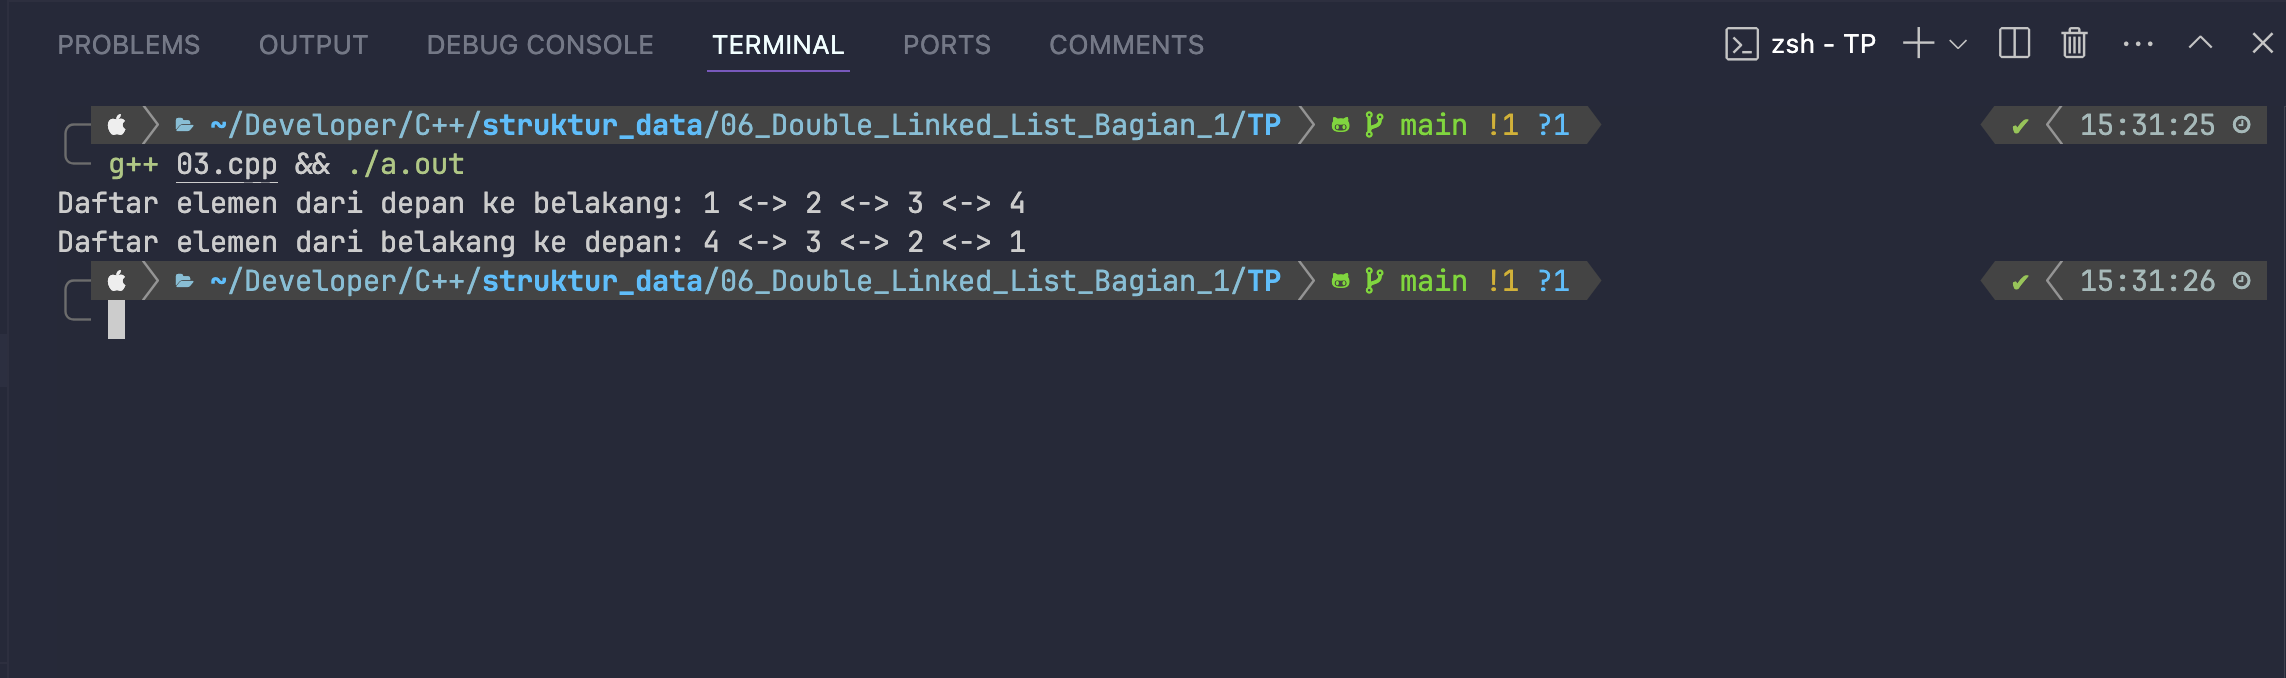 PROBLEMS OUTPUT DEBUG CONSOLE TERMINAL PORTS COMMENTS zsh - TP
~/Developer/C++/struktur_data/06_Double_Linked_List_Bagian_1/TP main !1 ?1 ✔ 15:31:25
g++ 03.cpp && ./a.out
Daftar elemen dari depan ke belakang: 1 <-> 2 <-> 3 <-> 4
Daftar elemen dari belakang ke depan: 4 <-> 3 <-> 2 <-> 1
~/Developer/C++/struktur_data/06_Double_Linked_List_Bagian_1/TP main !1 ?1 ✔ 15:31:26